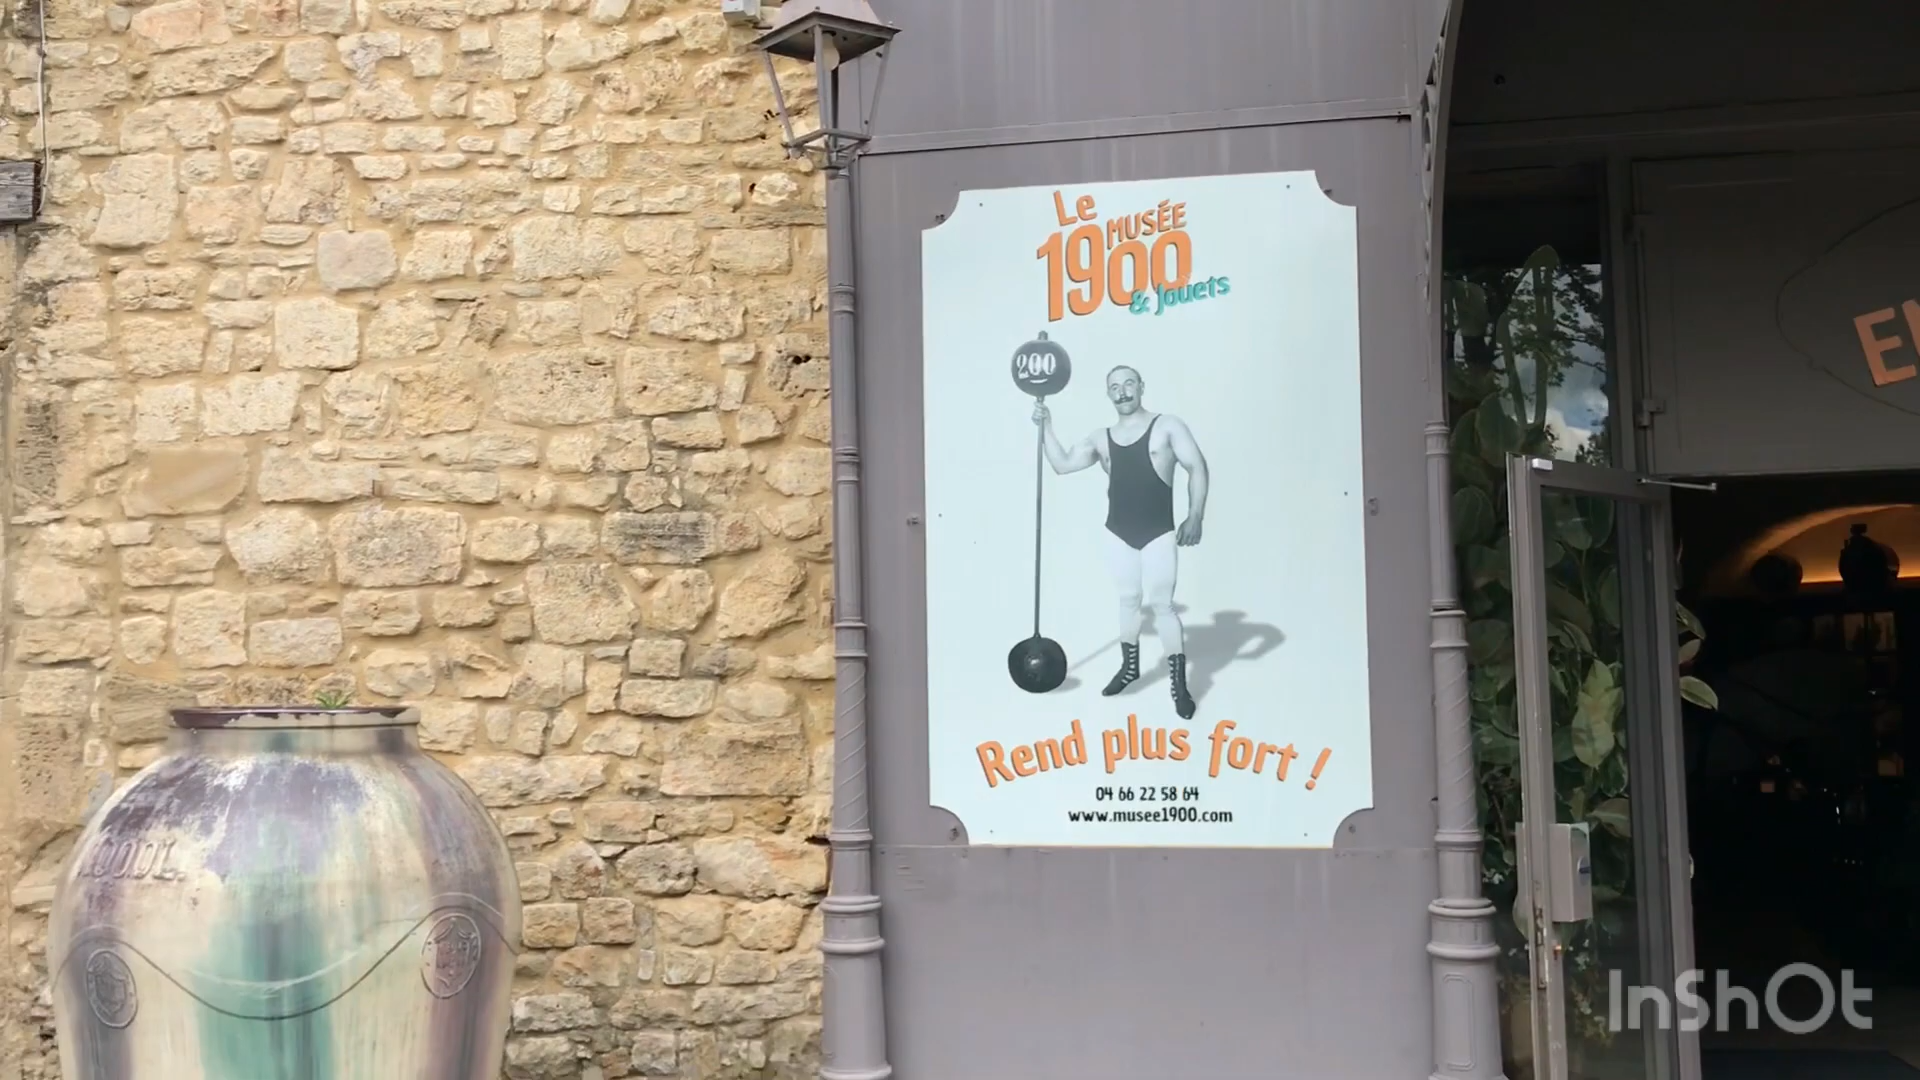 Le
MUSÉE
1900
& Jouets
200
Rend plus fort !
04 66 22 58 64
www.musee1900.com
InShOt